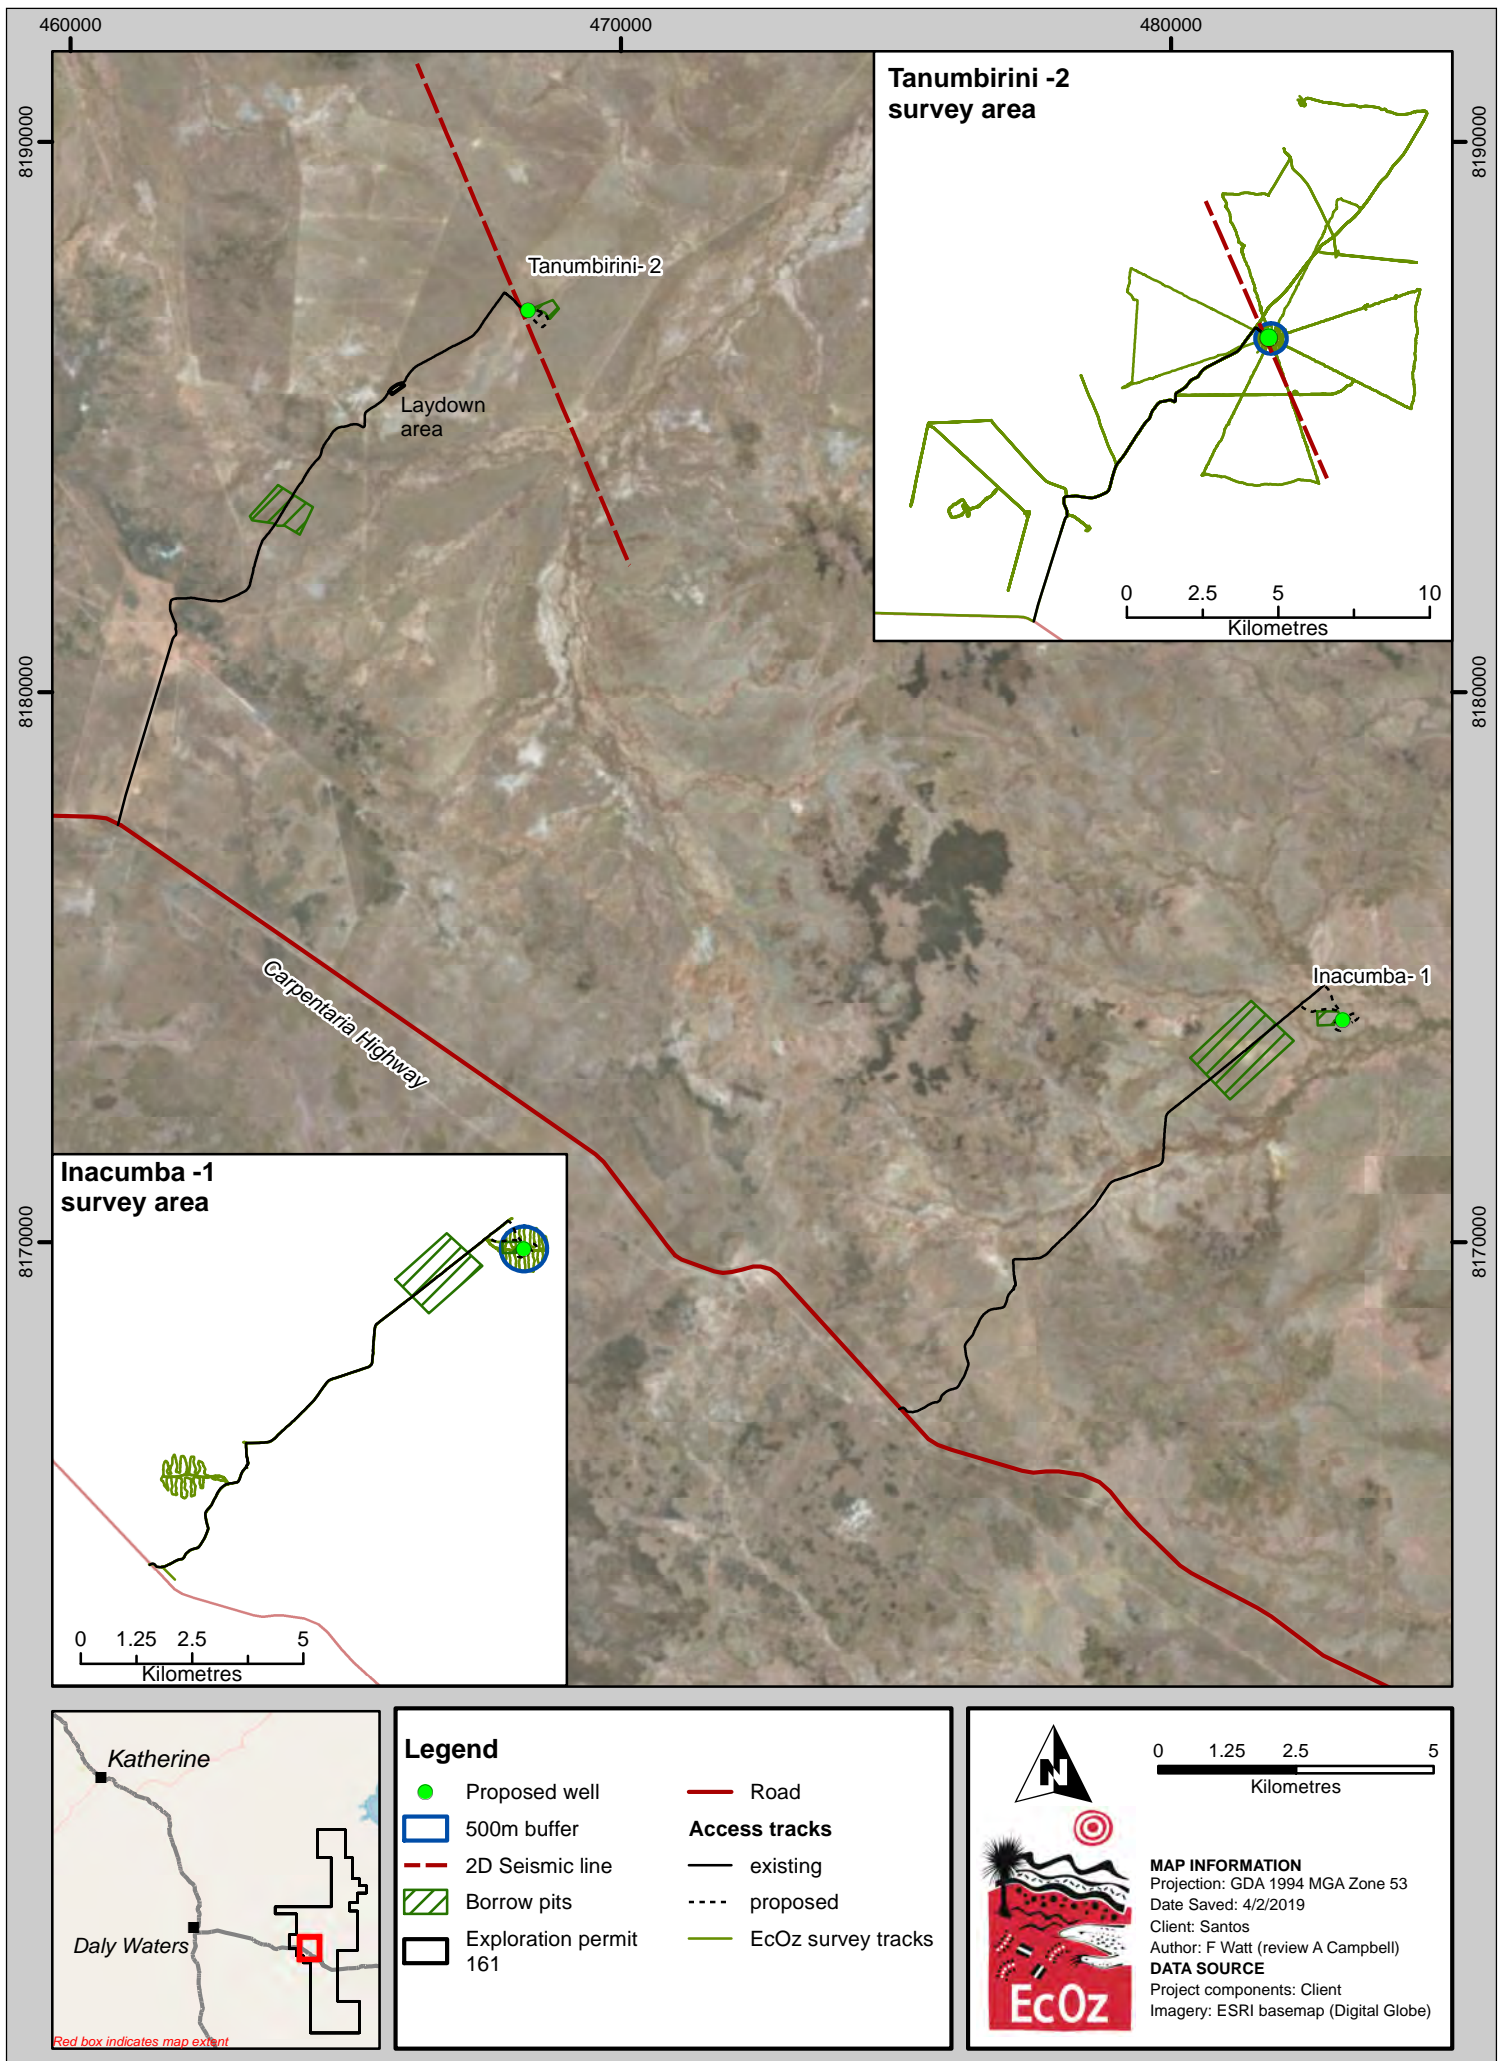 460000
470000
480000
8190000
8190000
8180000
8180000
8170000
8170000
Tanumbirini -2
survey area
0
2.5
5
10
Kilometres
Tanumbirini- 2
Laydown
area
Carpentaria Highway
Inacumba- 1
Inacumba -1
survey area
0
1.25
2.5
5
Kilometres
Katherine
Daly Waters
Red box indicates map extent
Legend
Proposed well
500m buffer
2D Seismic line
Borrow pits
Exploration permit
161
Road
Access tracks
existing
proposed
EcOz survey tracks
N
0
1.25
2.5
5
Kilometres
EcOz
MAP INFORMATION
Projection: GDA 1994 MGA Zone 53
Date Saved: 4/2/2019
Client: Santos
Author: F Watt (review A Campbell)
DATA SOURCE
Project components: Client
Imagery: ESRI basemap (Digital Globe)